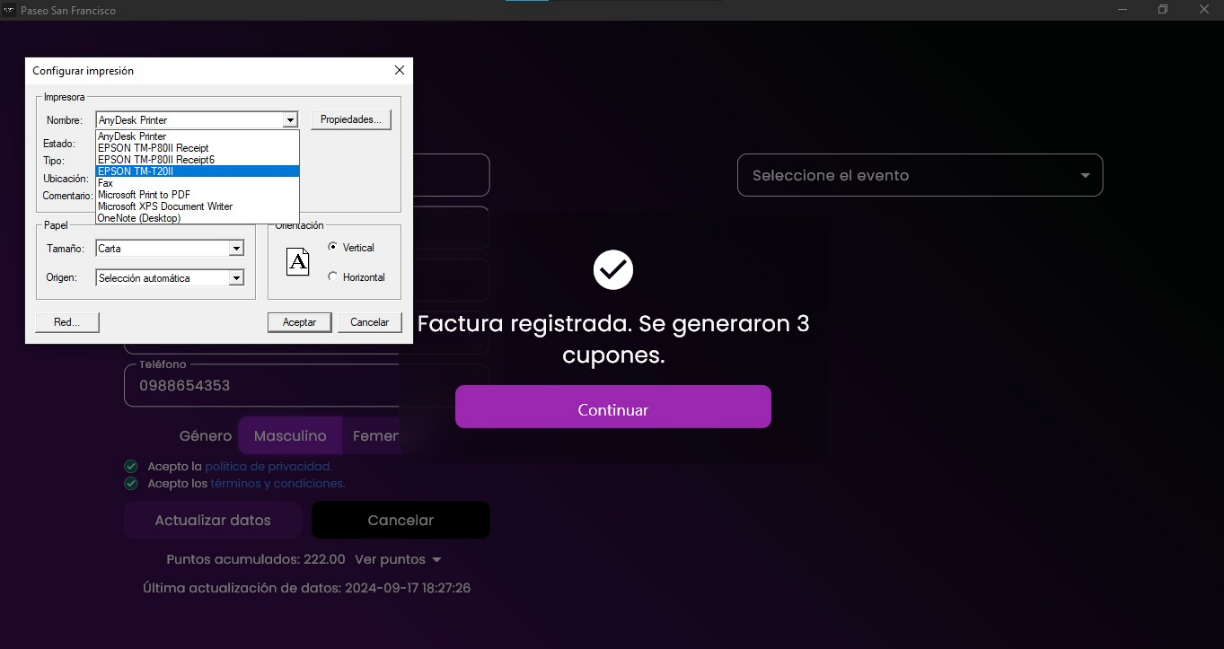 Paseo San Francisco
Configurar impresión
Impresora
Nombre:
AnyDesk Printer
Propiedades...
AnyDesk Printer
EPSON TM-P80II Receipt
EPSON TM-P80II Receipt6
EPSON TM-T20II
Fax
Microsoft Print to PDF
Microsoft XPS Document Writer
OneNote (Desktop)
Estado:
Tipo:
Ubicación:
Comentario:
Papel
Tamaño:
Carta
Origen:
Selección automática
Orientación
A
Vertical
Horizontal
Red...
Aceptar
Cancelar
Seleccione el evento
Factura registrada. Se generaron 3
cupones.
Continuar
Teléfono
0988654353
Género
Masculino
Femen
Acepto la política de privacidad.
Acepto los términos y condiciones.
Actualizar datos
Cancelar
Puntos acumulados: 222.00 Ver puntos
Última actualización de datos: 2024-09-17 18:27:26